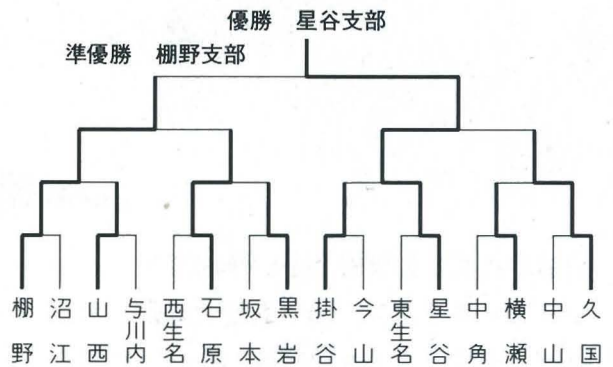 優勝 星谷支部
準優勝 棚野支部
棚野
沼江
山西
与川内
西生名
石原
坂本
黒岩
掛谷
今山
東生名
星谷
中角
横瀬
中山
久国